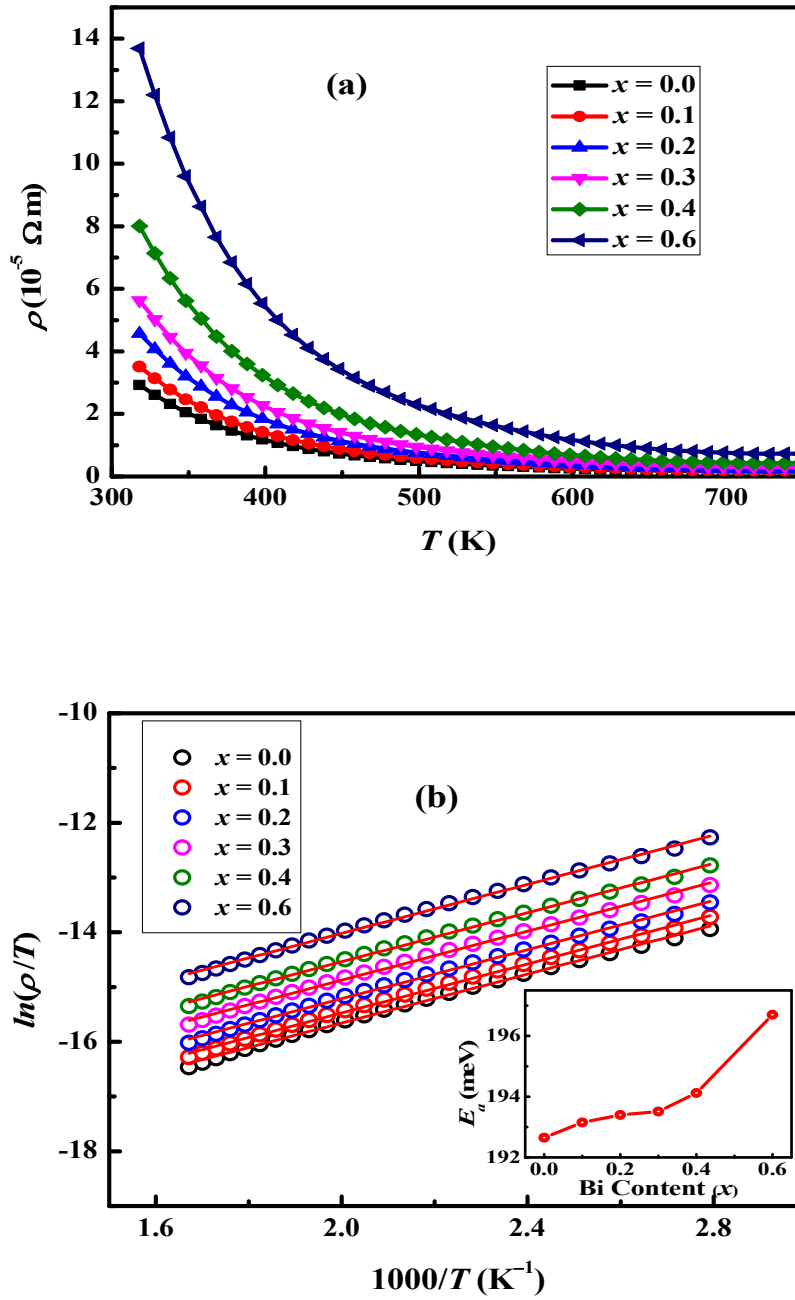 14
12
10
8
6
4
2
0
ρ (10⁻⁵ Ω m)
(a)
x = 0.0
x = 0.1
x = 0.2
x = 0.3
x = 0.4
x = 0.6
300 400 500 600 700
T (K)
-10
-12
-14
-16
-18
ln(ρ/T)
x = 0.0
x = 0.1
x = 0.2
x = 0.3
x = 0.4
x = 0.6
(b)
196
194
192
Eₐ (meV)
0.0 0.2 0.4 0.6
Bi Content (x)
1.6 2.0 2.4 2.8
1000/T (K⁻¹)